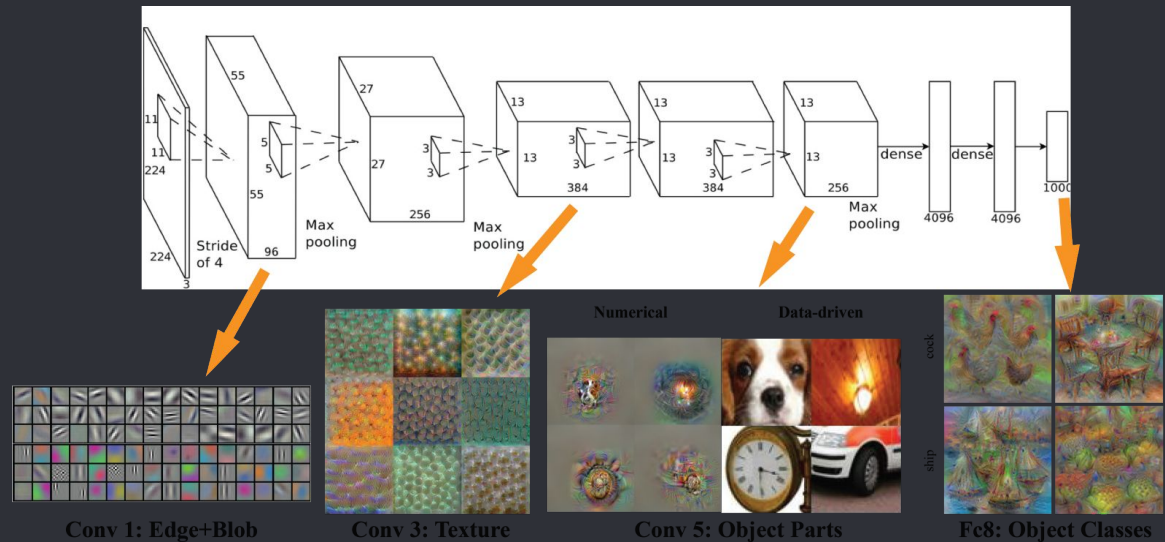 55
27
13
13
13
11
11
224
5
5
55
27
3
3
13
3
3
3
3
13
dense
dense
224
3
Stride
of 4
96
Max
pooling
256
Max
pooling
384
384
256
Max
pooling
4096
4096
1000
Numerical
Data-driven
cock
ship
Conv 1: Edge+Blob
Conv 3: Texture
Conv 5: Object Parts
Fc8: Object Classes